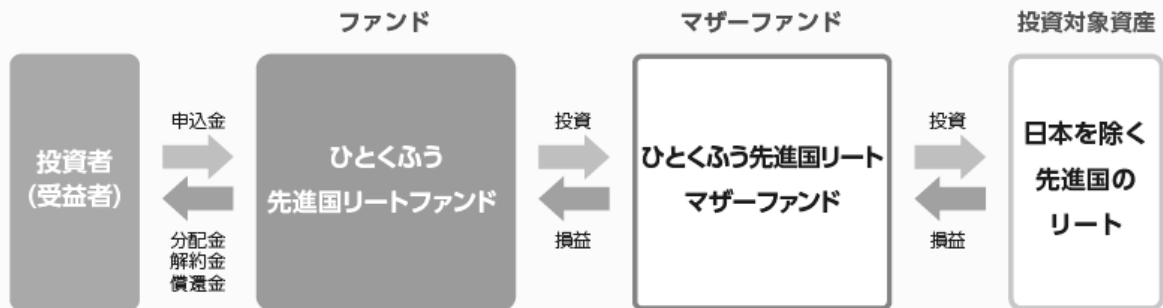 ファンド
マザーファンド
投資対象資産
投資者
(受益者)
申込金
分配金
解約金
償還金
ひとくふう
先進国リートファンド
投資
損益
ひとくふう先進国リート
マザーファンド
投資
損益
日本を除く
先進国の
リート